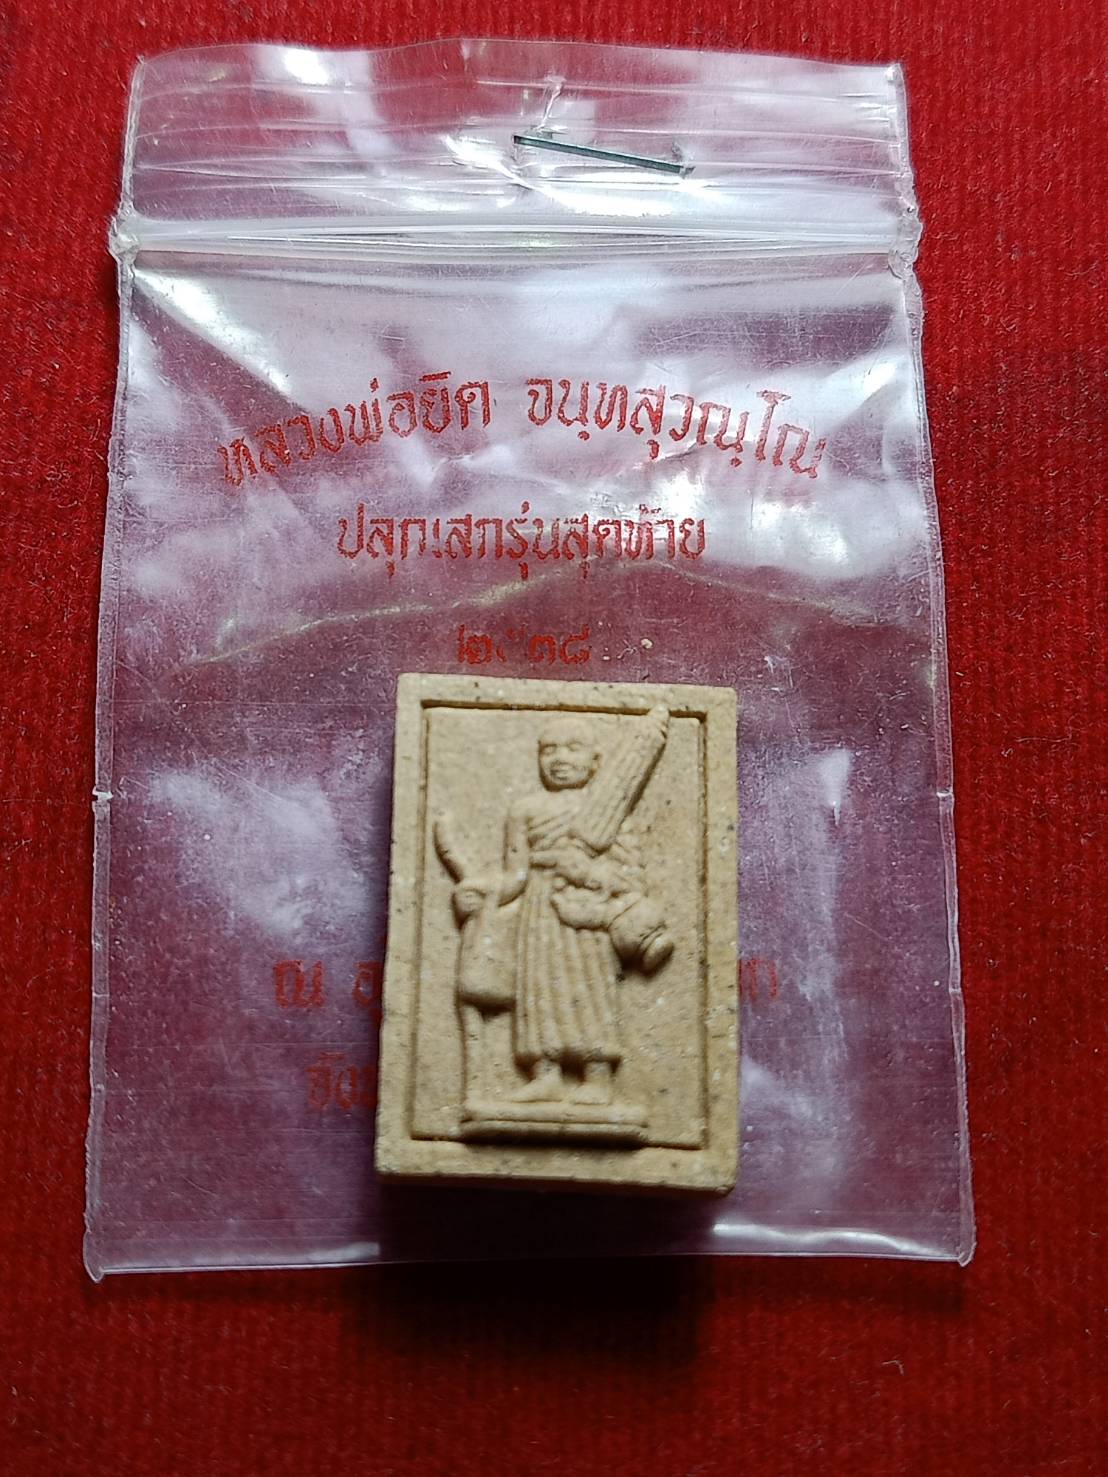 หลวงพ่อยิด จนฺทสุวณฺโณ
ปลุกเสกรุ่นสุดท้าย
๒๕๓๘
ณ